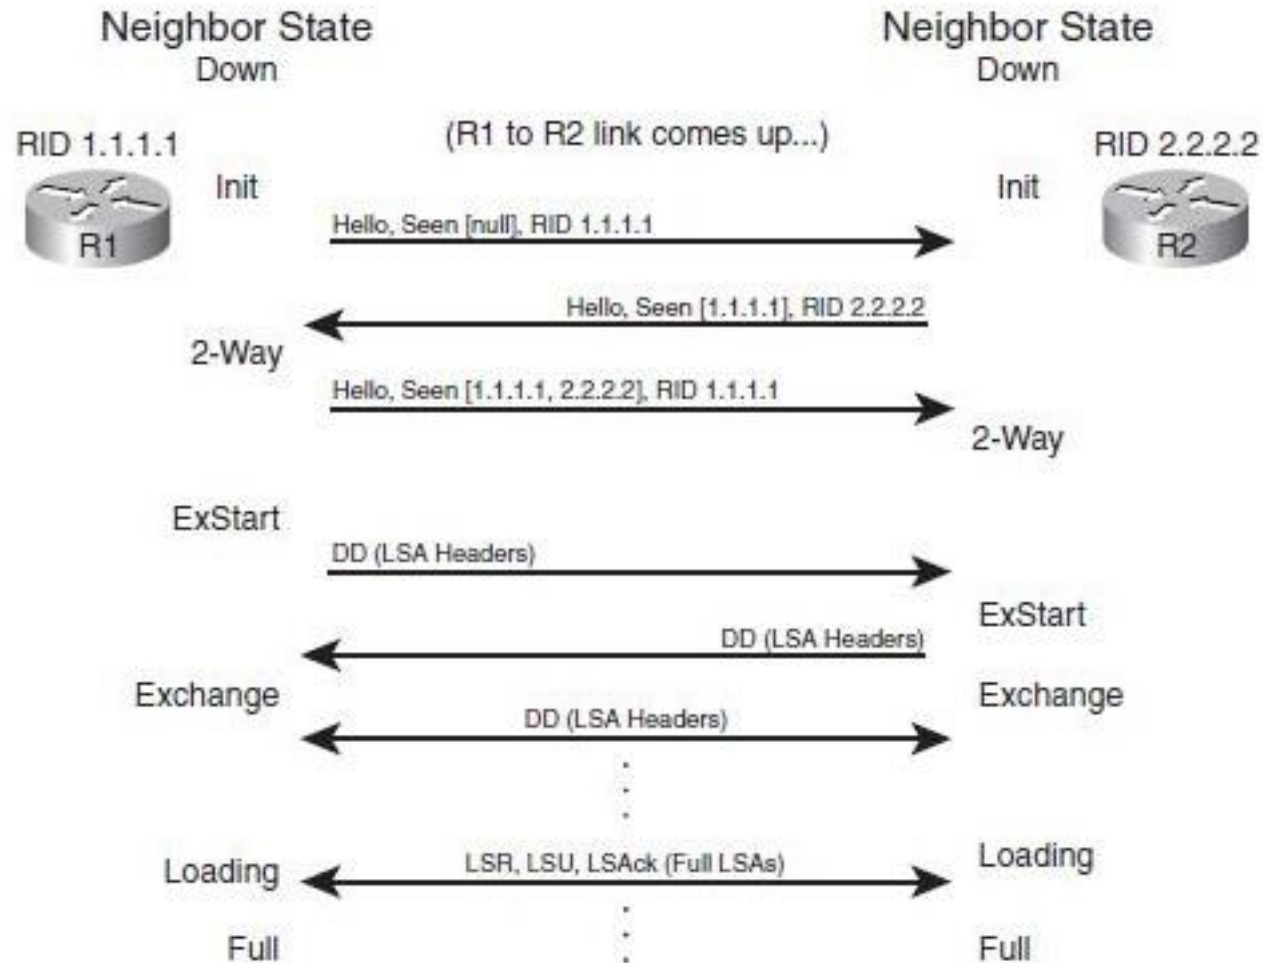 Neighbor State
Neighbor State
Down
Down
(R1 to R2 link comes up...)
RID 1.1.1.1
RID 2.2.2.2
Init
Init
R1
R2
Hello, Seen [null], RID 1.1.1.1
Hello, Seen [1.1.1.1], RID 2.2.2.2
2-Way
Hello, Seen [1.1.1.1, 2.2.2.2], RID 1.1.1.1
2-Way
ExStart
DD (LSA Headers)
ExStart
DD (LSA Headers)
Exchange
Exchange
DD (LSA Headers)
Loading
LSR, LSU, LSAck (Full LSAs)
Loading
Full
Full